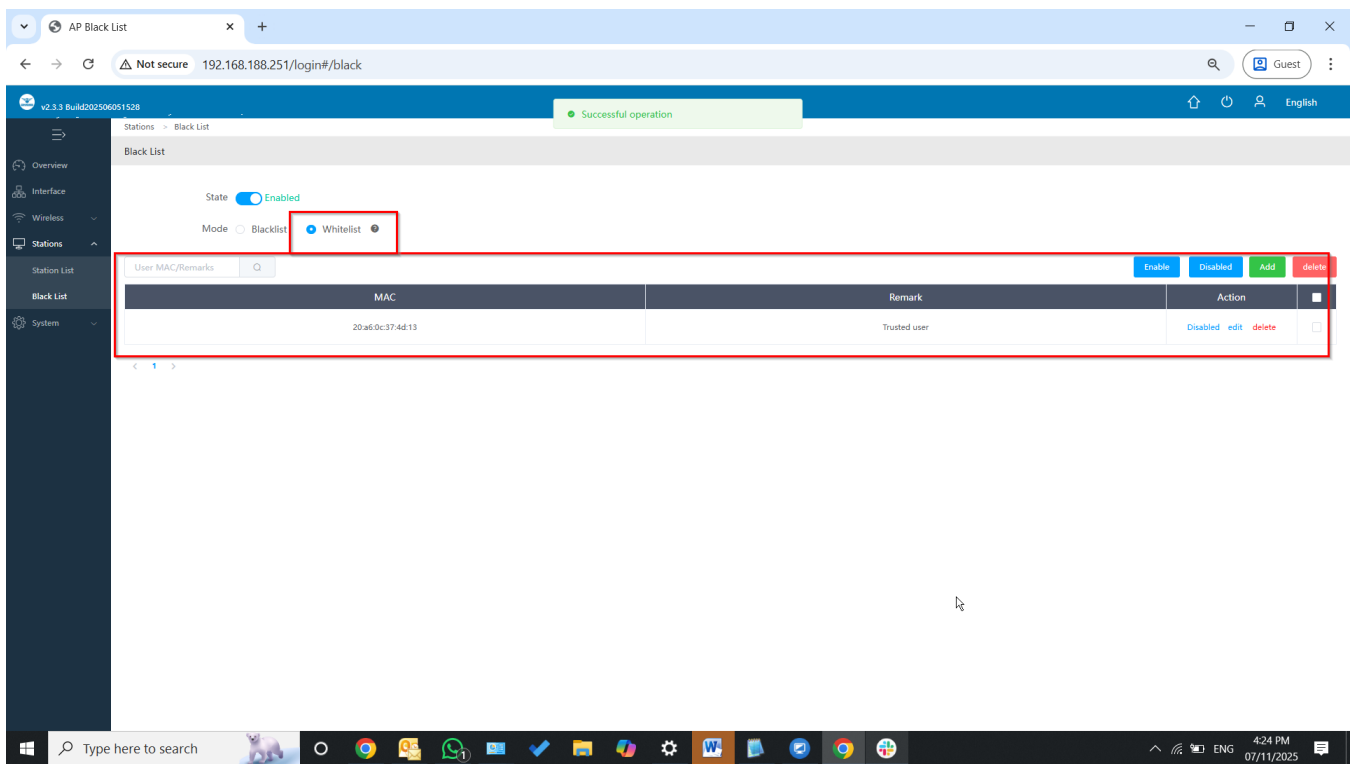 AP Black List
Not secure 192.168.188.251/login#/black
Guest
v2.3.3 Build202506051528
Successful operation
English
Stations > Black List
Black List
Overview
Interface
Wireless
Stations
Station List
Black List
System
State Enabled
Mode Blacklist Whitelist
User MAC/Remarks
Enable Disabled Add delete
MAC Remark Action
20:a6:0c:37:4d:13 Trusted user Disabled edit delete
1
Type here to search
1
W
ENG
4:24 PM
07/11/2025